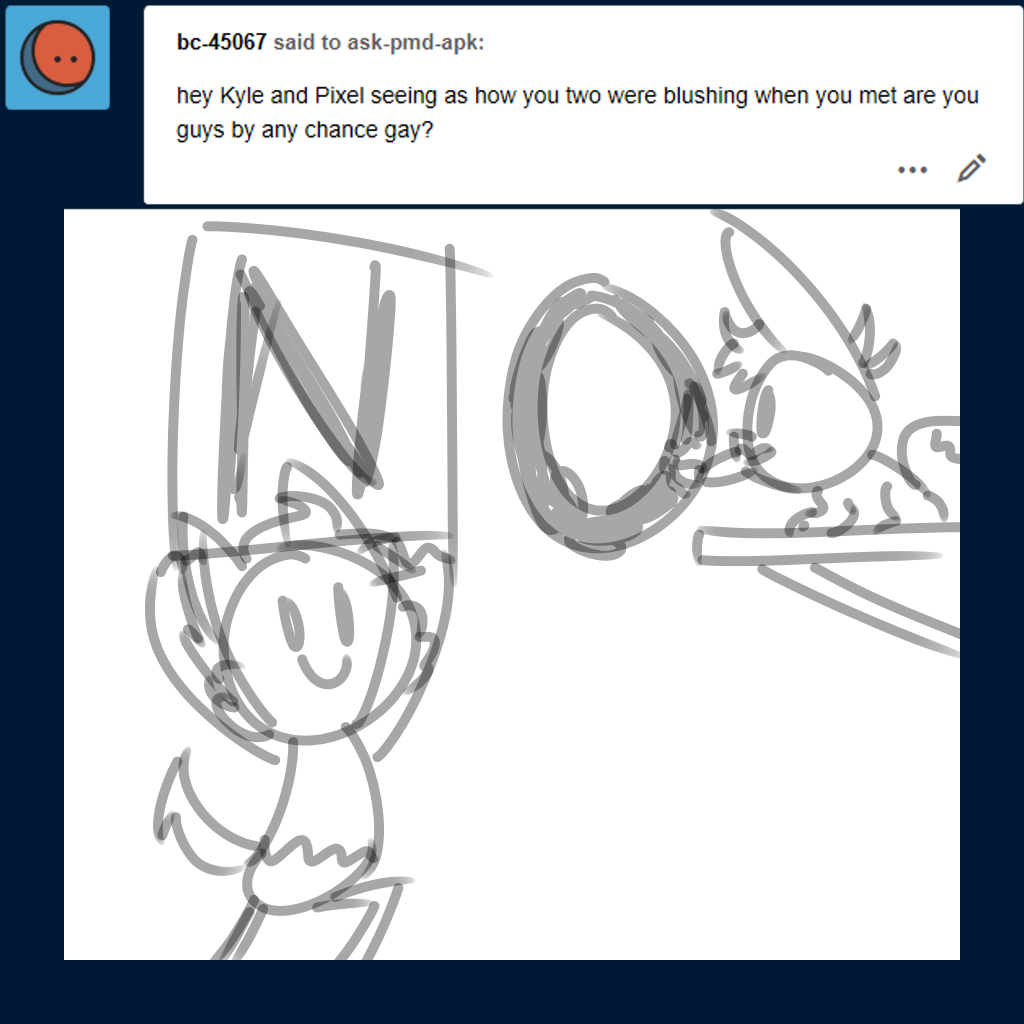 bc-45067 said to ask-pmd-apk:
hey Kyle and Pixel seeing as how you two were blushing when you met are you
guys by any chance gay?
NO